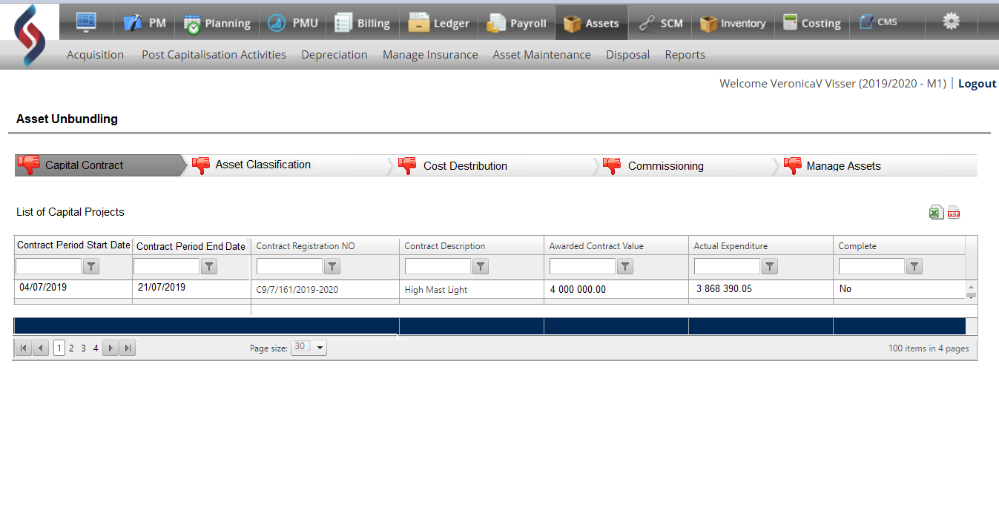 PM Planning PMU Billing Ledger Payroll Assets SCM Inventory Costing CMS
Acquisition Post Capitalisation Activities Depreciation Manage Insurance Asset Maintenance Disposal Reports
Welcome VeronicaV Visser (2019/2020 - M1) | Logout
Asset Unbundling
Capital Contract Asset Classification Cost Destribution Commissioning Manage Assets
List of Capital Projects
PDF
Contract Period Start Date Contract Period End Date Contract Registration NO Contract Description Awarded Contract Value Actual Expenditure Complete
04/07/2019 21/07/2019 C9/7/161/2019-2020 High Mast Light 4 000 000.00 3 868 390.05 No
1 2 3 4 Page size: 30 100 items in 4 pages